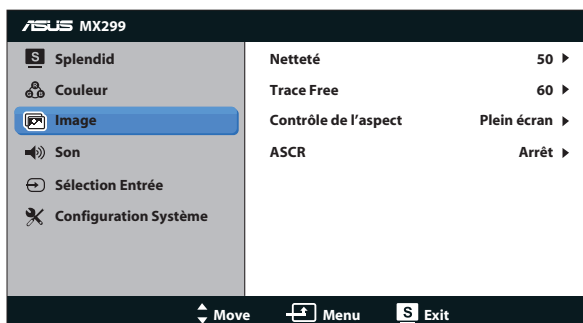 ASUS MX299
S Splendid
Couleur
Image
Son
Sélection Entrée
Configuration Système
Netteté 50
Trace Free 60
Contrôle de l'aspect Plein écran
ASCR Arrêt
Move Menu S Exit